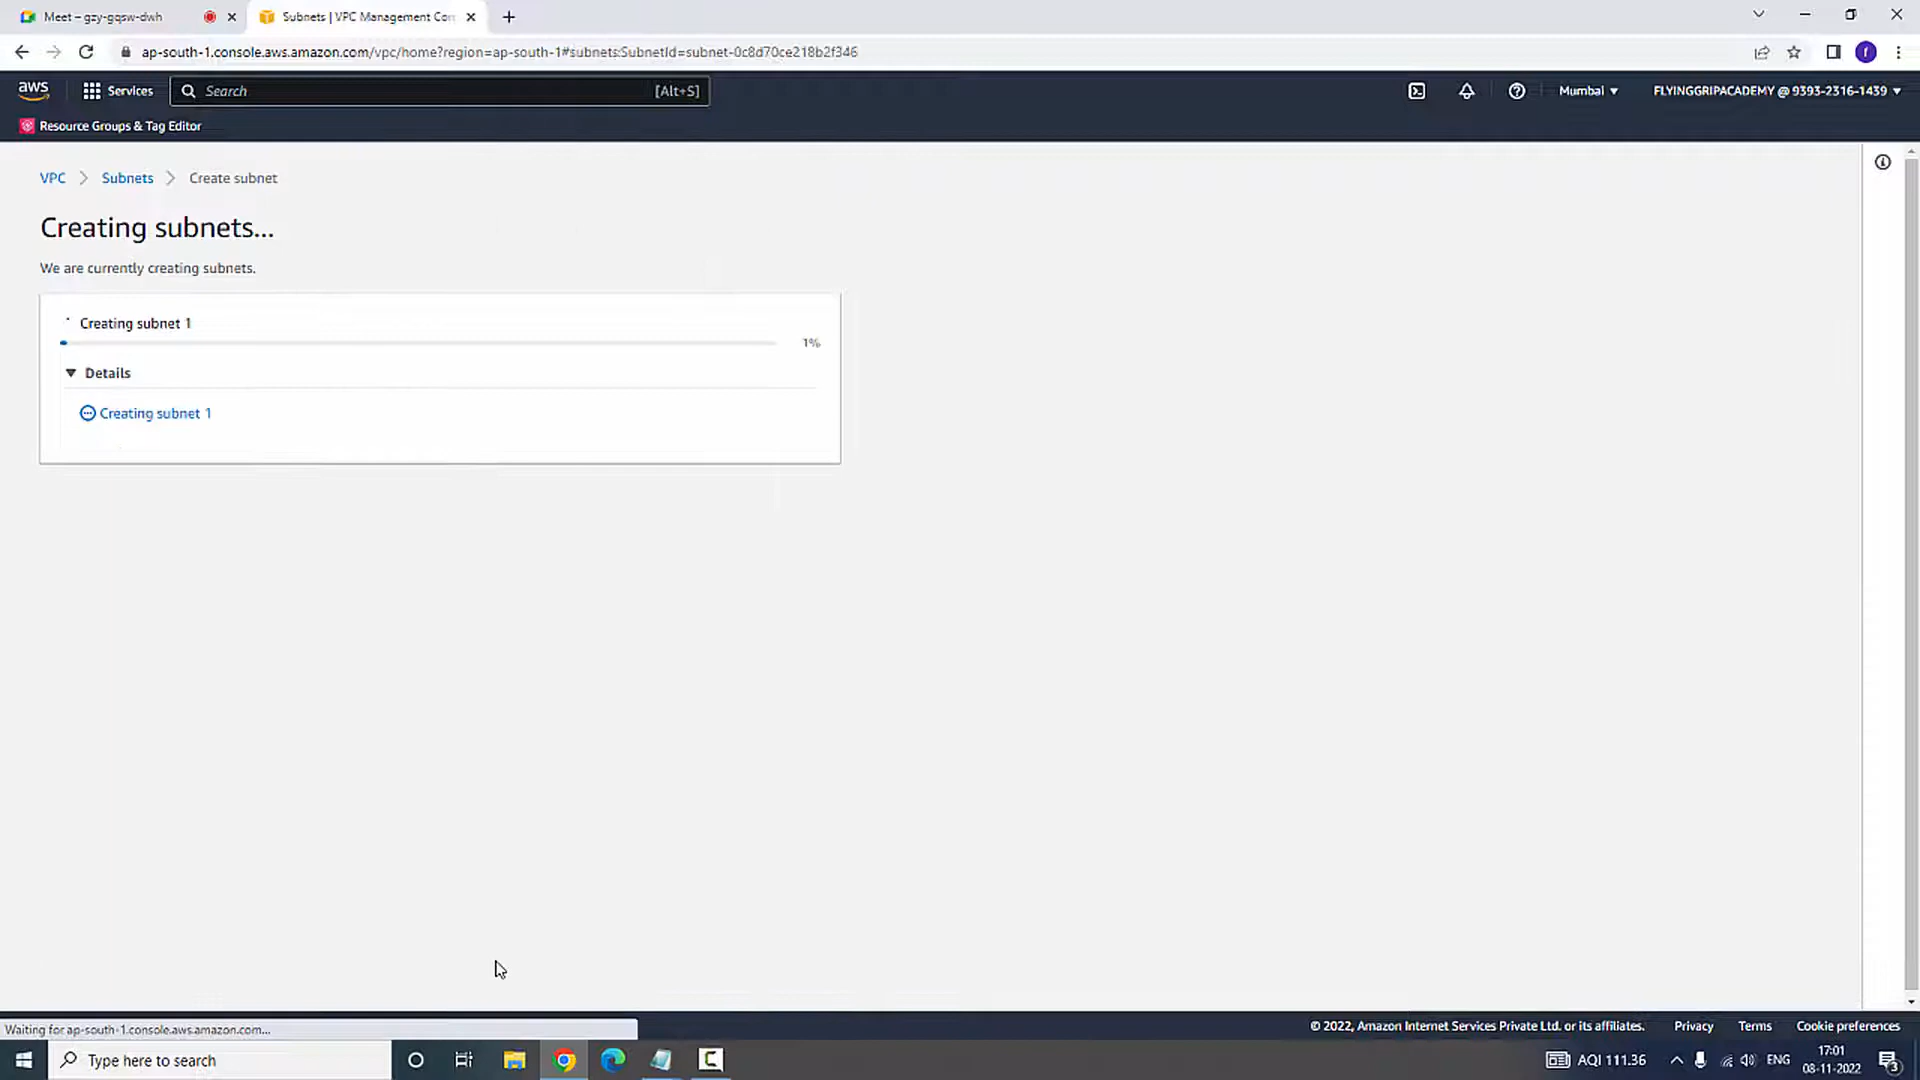 Meet – gzy-gqsw-dwh
Subnets | VPC Management Con
ap-south-1.console.aws.amazon.com/vpc/home?region=ap-south-1#subnets:SubnetId=subnet-0c8d70ce218b2f346
aws
Services
Search
[Alt+S]
Mumbai
FLYINGGRIPACADEMY @ 9393-2316-1439
Resource Groups & Tag Editor
VPC
Subnets
Create subnet
Creating subnets...
We are currently creating subnets.
Creating subnet 1
1%
Details
Creating subnet 1
Waiting for ap-south-1.console.aws.amazon.com...
© 2022, Amazon Internet Services Private Ltd. or its affiliates.
Privacy
Terms
Cookie preferences
Type here to search
AQI 111.36
ENG
17:01
08-11-2022
3